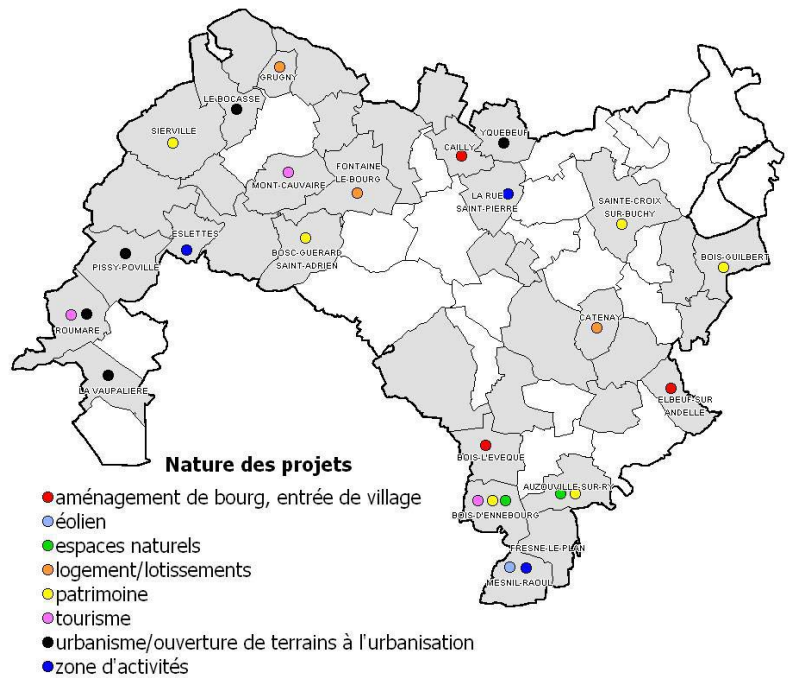 GRUGNY
LE BOCASSE
SIERVILLE
YQUEBEUF
CAILLY
FONTAINE
LE-BOURG
MONT-CAUVAIRE
LA RUE
SAINT-PIERRE
SAINTE-CROIX
SUR-BUCHY
ESLETTES
BOSC-GUERARD
SAINT-ADRIEN
BOIS-GUILBERT
PISSY-POVILLE
ROUMARE
CATENAY
LA VAUPALIERE
ELBEUF-SUR
ANDELLE
BOIS-L'EVEQUE
AUZOUVILLE-SUR-RY
BOIS-D'ENNEBOURG
FRESNE-LE-PLAN
MESNIL-RAOUL
Nature des projets
aménagement de bourg, entrée de village
éolien
espaces naturels
logement/lotissements
patrimoine
tourisme
urbanisme/ouverture de terrains à l'urbanisation
zone d'activités